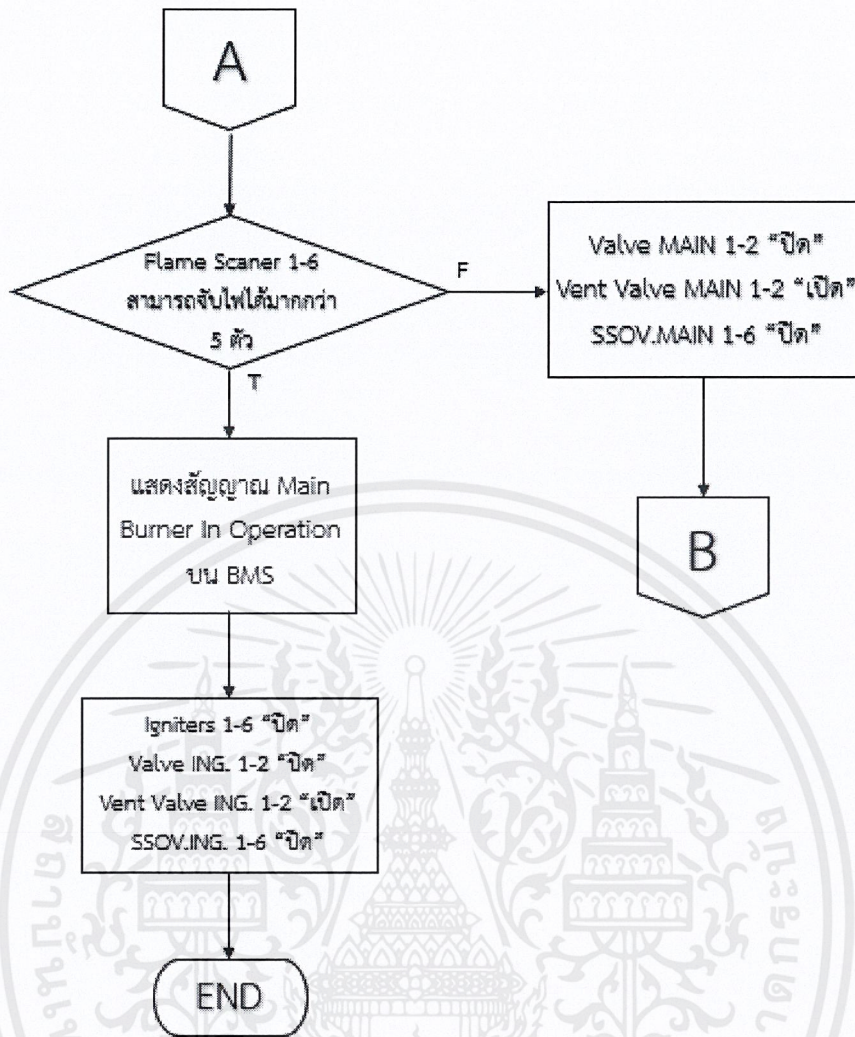 A
Flame Scaner 1-6
สามารถจับไฟได้มากกว่า
5 ตัว
F
T
Valve MAIN 1-2 "ปิด"
Vent Valve MAIN 1-2 "เปิด"
SSOV.MAIN 1-6 "ปิด"
B
แสดงสัญญาณ Main
Burner In Operation
บน BMS
Igniters 1-6 "ปิด"
Valve ING. 1-2 "ปิด"
Vent Valve ING. 1-2 "เปิด"
SSOV.ING. 1-6 "ปิด"
END